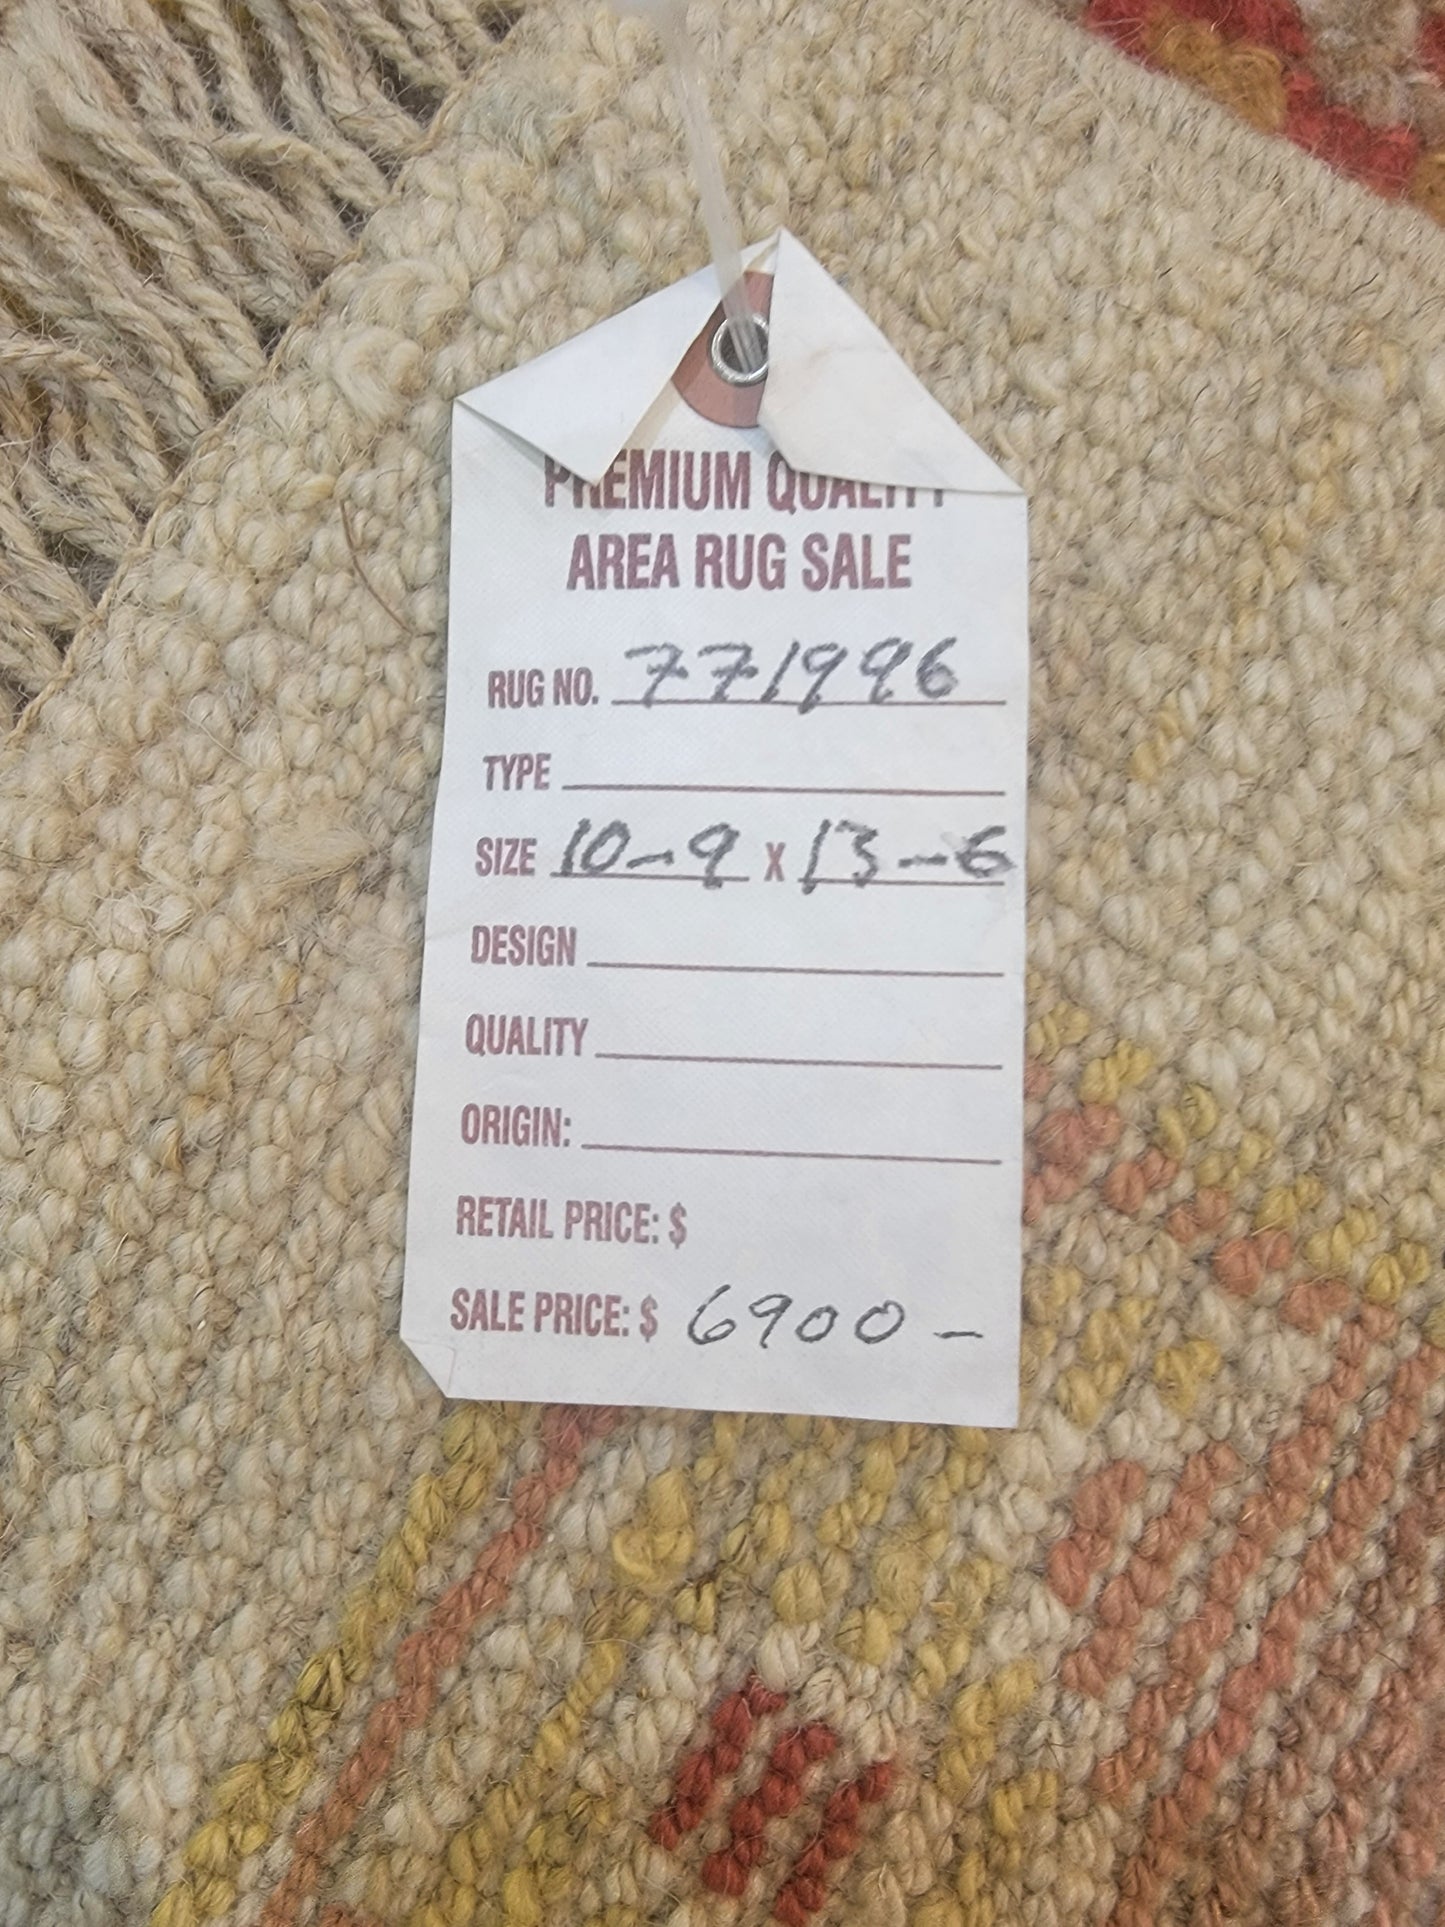 PREMIUM QUALITY
AREA RUG SALE
RUG NO. 771996
TYPE
SIZE 10-9 X 13-6
DESIGN
QUALITY
ORIGIN:
RETAIL PRICE: $
SALE PRICE: $ 6900 -